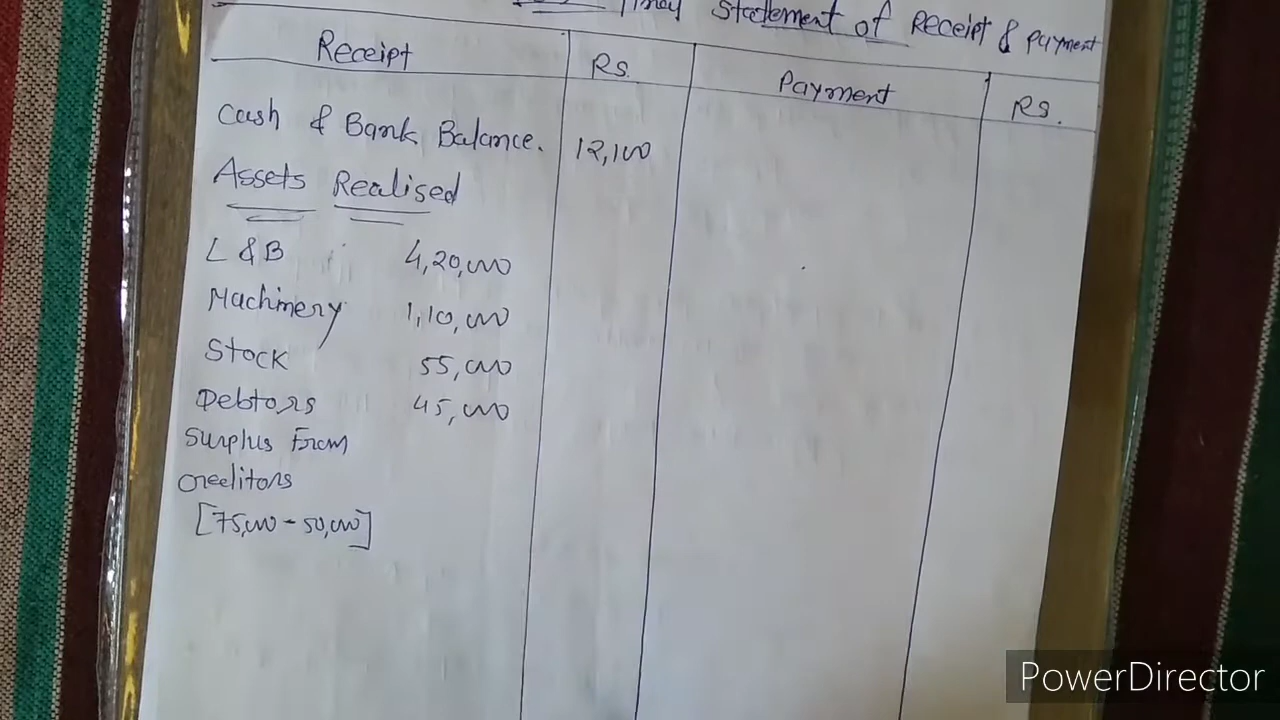 Statement of Receipt & Payment
Receipt Rs. Payment Rs.
Cash & Bank Balance. 12,100
Assets Realised
L & B 4,20,000
Machinery 1,10,000
Stock 55,000
Debtors 45,000
Surplus From
creditors
[75,000 - 50,000]
PowerDirector